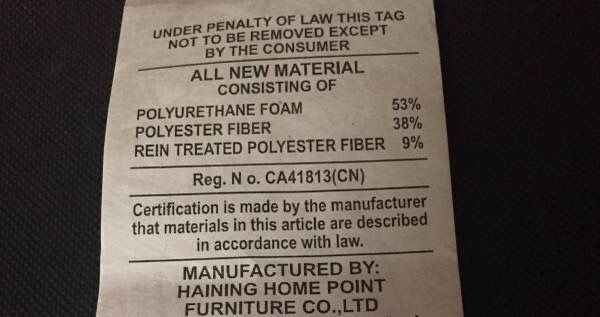 UNDER PENALTY OF LAW THIS TAG
NOT TO BE REMOVED EXCEPT
BY THE CONSUMER
ALL NEW MATERIAL
CONSISTING OF
POLYURETHANE FOAM 53%
POLYESTER FIBER 38%
REIN TREATED POLYESTER FIBER 9%
Reg. N o. CA41813(CN)
Certification is made by the manufacturer
that materials in this article are described
in accordance with law.
MANUFACTURED BY:
HAINING HOME POINT
FURNITURE CO.,LTD